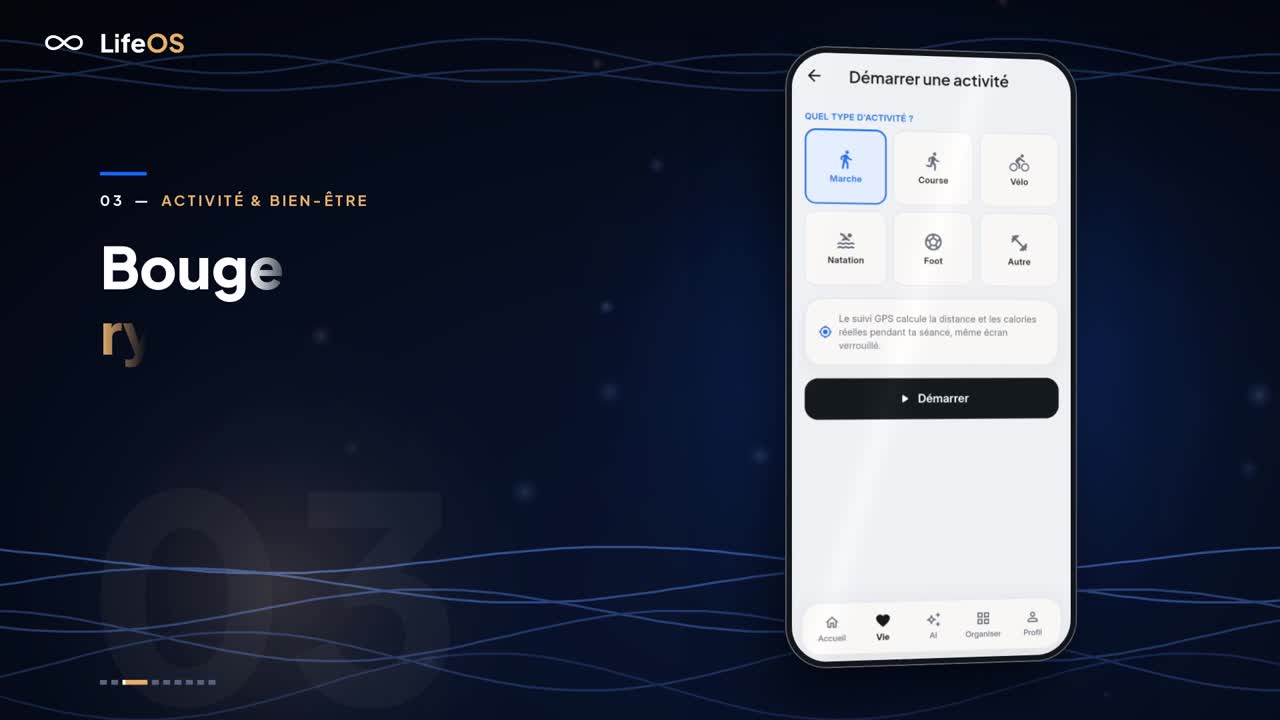 LifeOS
03 — ACTIVITÉ & BIEN-ÊTRE
Bouge
ry
03
Démarrer une activité
QUEL TYPE D'ACTIVITÉ ?
Marche
Course
Vélo
Natation
Foot
Autre
Le suivi GPS calcule la distance et les calories
réelles pendant ta séance, même écran
verrouillé.
Démarrer
Accueil
Vie
AI
Organiser
Profil